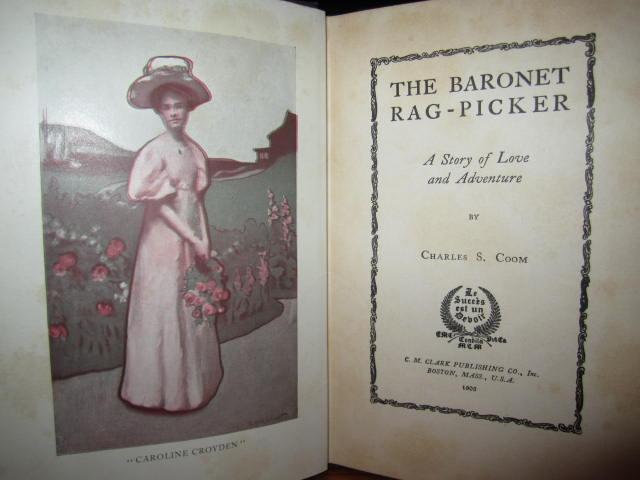 "CAROLINE CROYDEN"
THE BARONET
RAG-PICKER
A Story of Love
and Adventure
BY
CHARLES S. COOM
Le
Succès
est un
Devoir
C. M. CLARK PUBLISHING CO., Inc.
BOSTON, MASS., U.S.A.